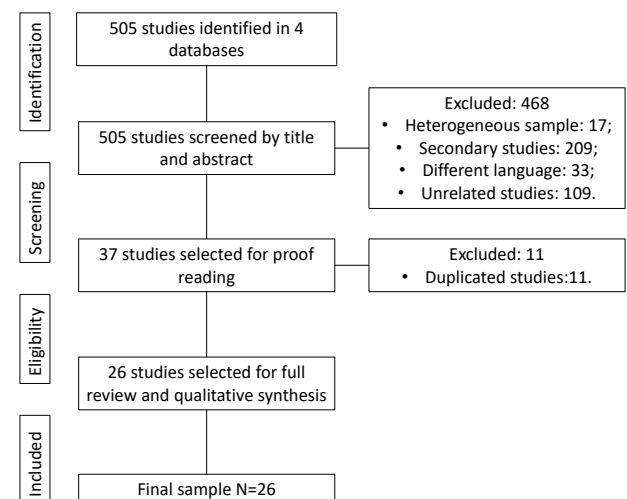 Identification
505 studies identified in 4
databases
505 studies screened by title
and abstract
Excluded: 468
• Heterogeneous sample: 17;
• Secondary studies: 209;
• Different language: 33;
• Unrelated studies: 109.
Screening
37 studies selected for proof
reading
Excluded: 11
• Duplicated studies:11.
Eligibility
26 studies selected for full
review and qualitative synthesis
Included
Final sample N=26